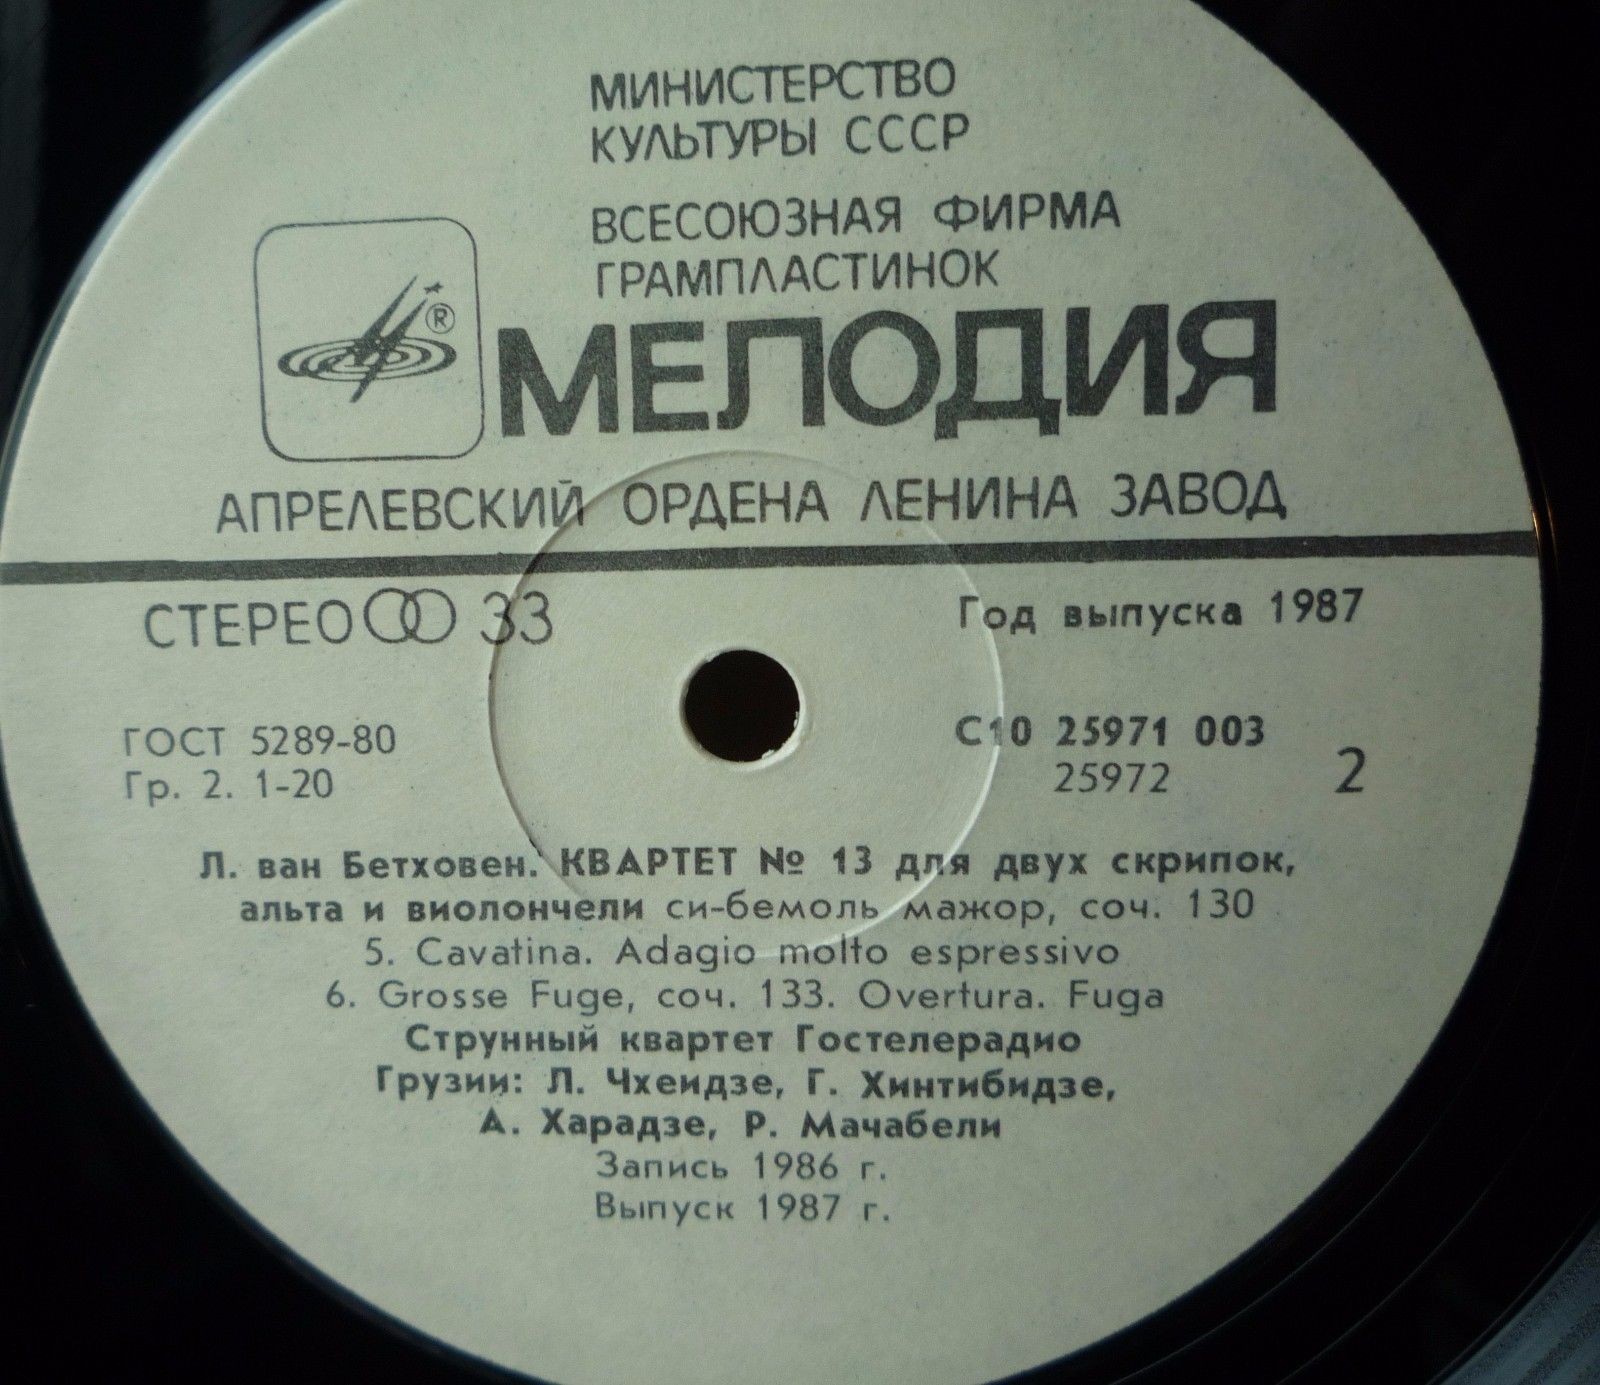 МИНИСТЕРСТВО
КУЛЬТУРЫ СССР
ВСЕСОЮЗНАЯ ФИРМА
ГРАМПЛАСТИНОК
®
МЕЛОДИЯ
АПРЕЛЕВСКИЙ ОРДЕНА ЛЕНИНА ЗАВОД
СТЕРЕО 33
Год выпуска 1987
ГОСТ 5289-80
Гр. 2. 1-20
С10 25971 003
25972
2
Л. ван Бетховен. КВАРТЕТ № 13 для двух скрипок,
альта и виолончели си-бемоль мажор, соч. 130
5. Cavatina. Adagio molto espressivo
6. Grosse Fuge, соч. 133. Overtura. Fuga
Струнный квартет Гостелерадио
Грузии: Л. Чхеидзе, Г. Хинтибидзе,
А. Харадзе, Р. Мачабели
Запись 1986 г.
Выпуск 1987 г.